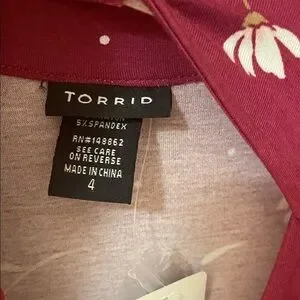 TORRID
5%SPANDEX
RN#148862
SEE CARE
ON REVERSE
MADE IN CHINA
4